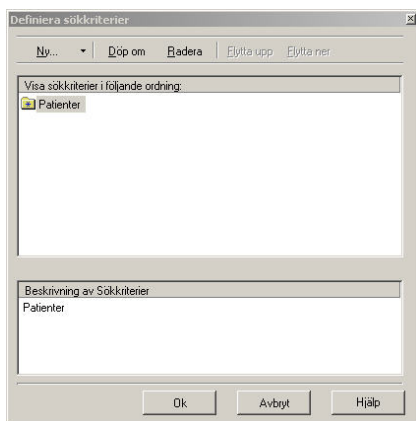 Definiera sökkriterier
Ny... Döp om Radera Flytta upp Flytta ner
Visa sökkriterier i följande ordning:
Patienter
Beskrivning av Sökkriterier
Patienter
Ok Avbryt Hjälp